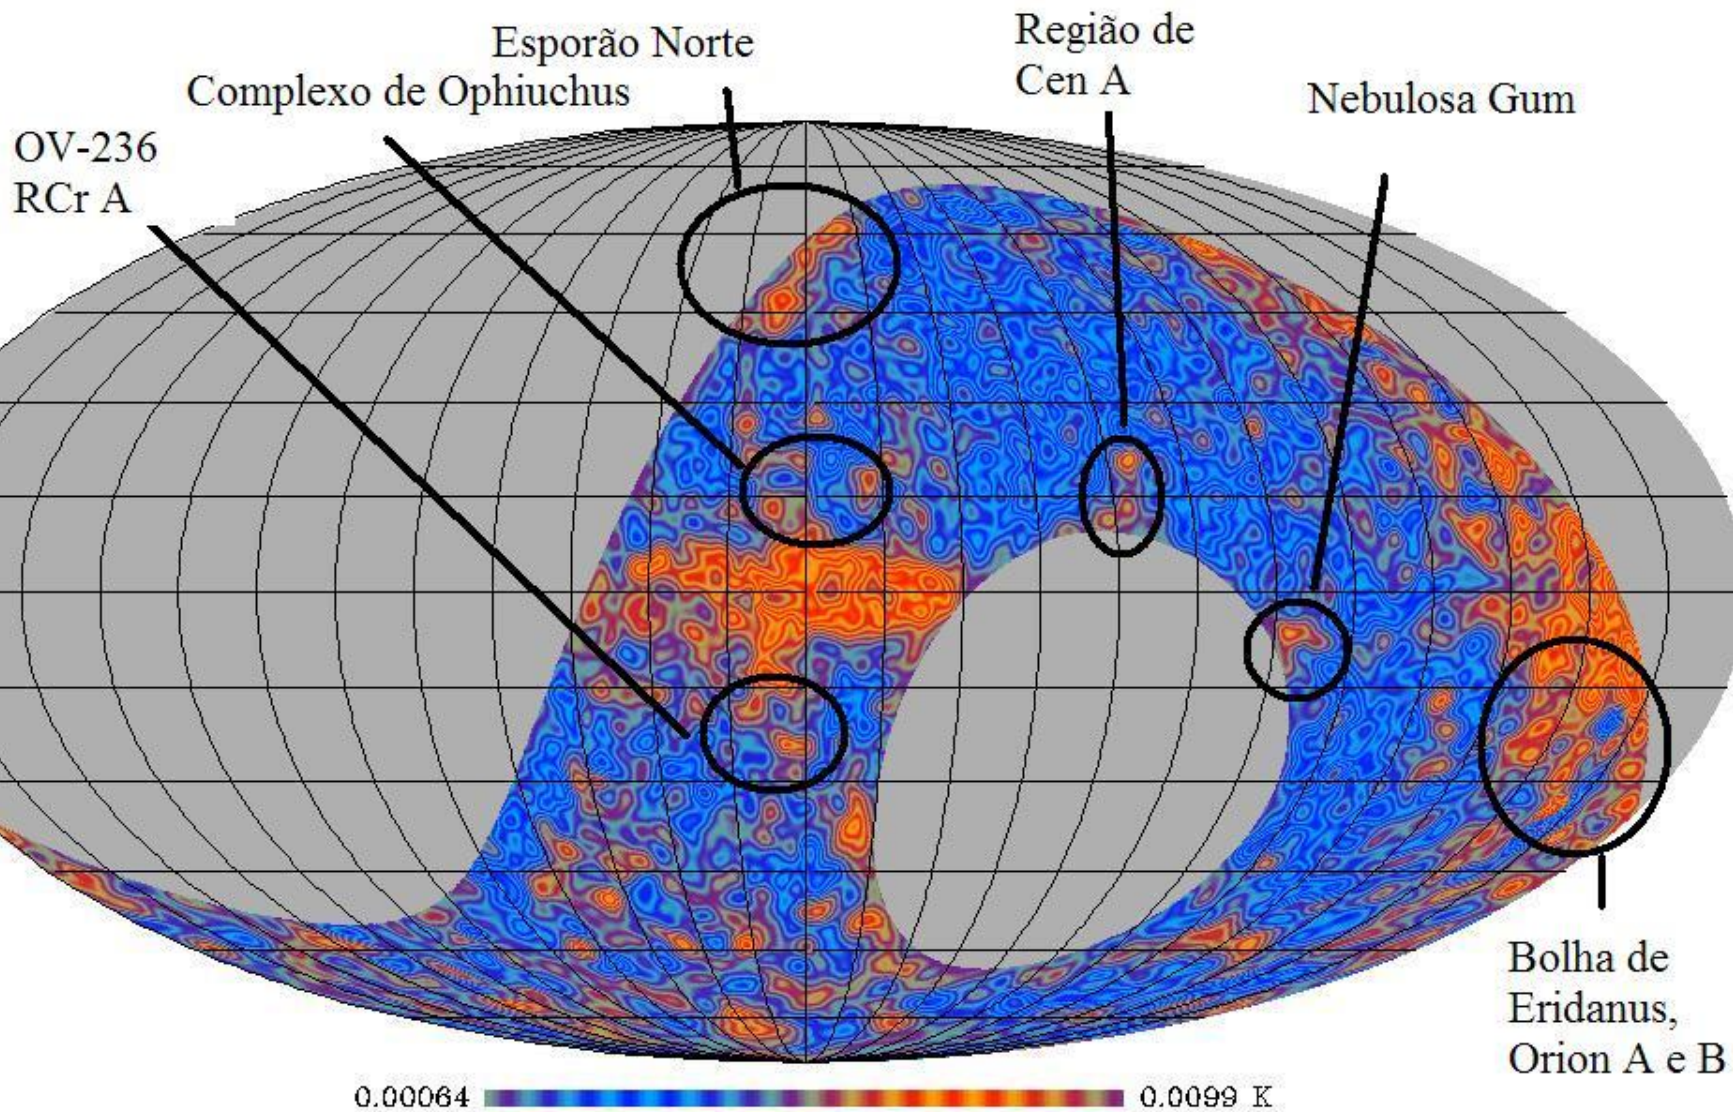 Esporão Norte
Complexo de Ophiuchus
OV-236
RCr A
Região de
Cen A
Nebulosa Gum
Bolha de
Eridanus,
Orion A e B
0.00064
0.0099 K